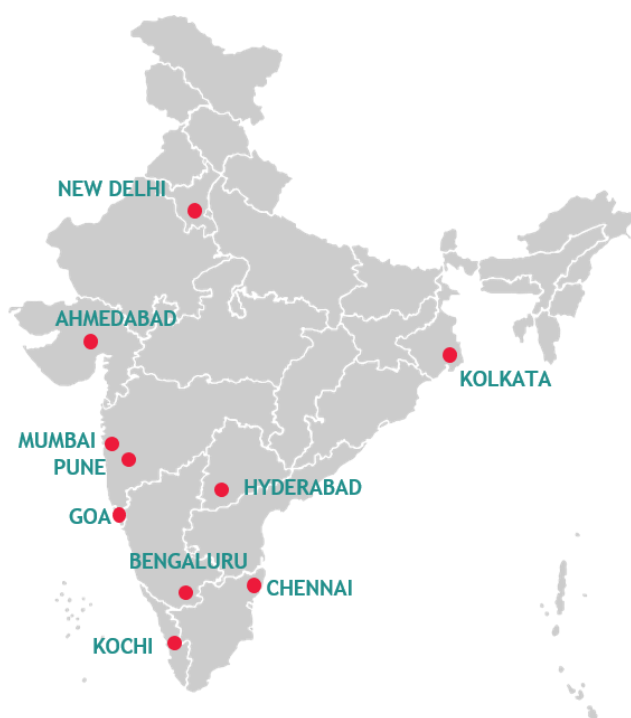 NEW DELHI
AHMEDABAD
KOLKATA
MUMBAI
PUNE
HYDERABAD
GOA
BENGALURU
CHENNAI
KOCHI